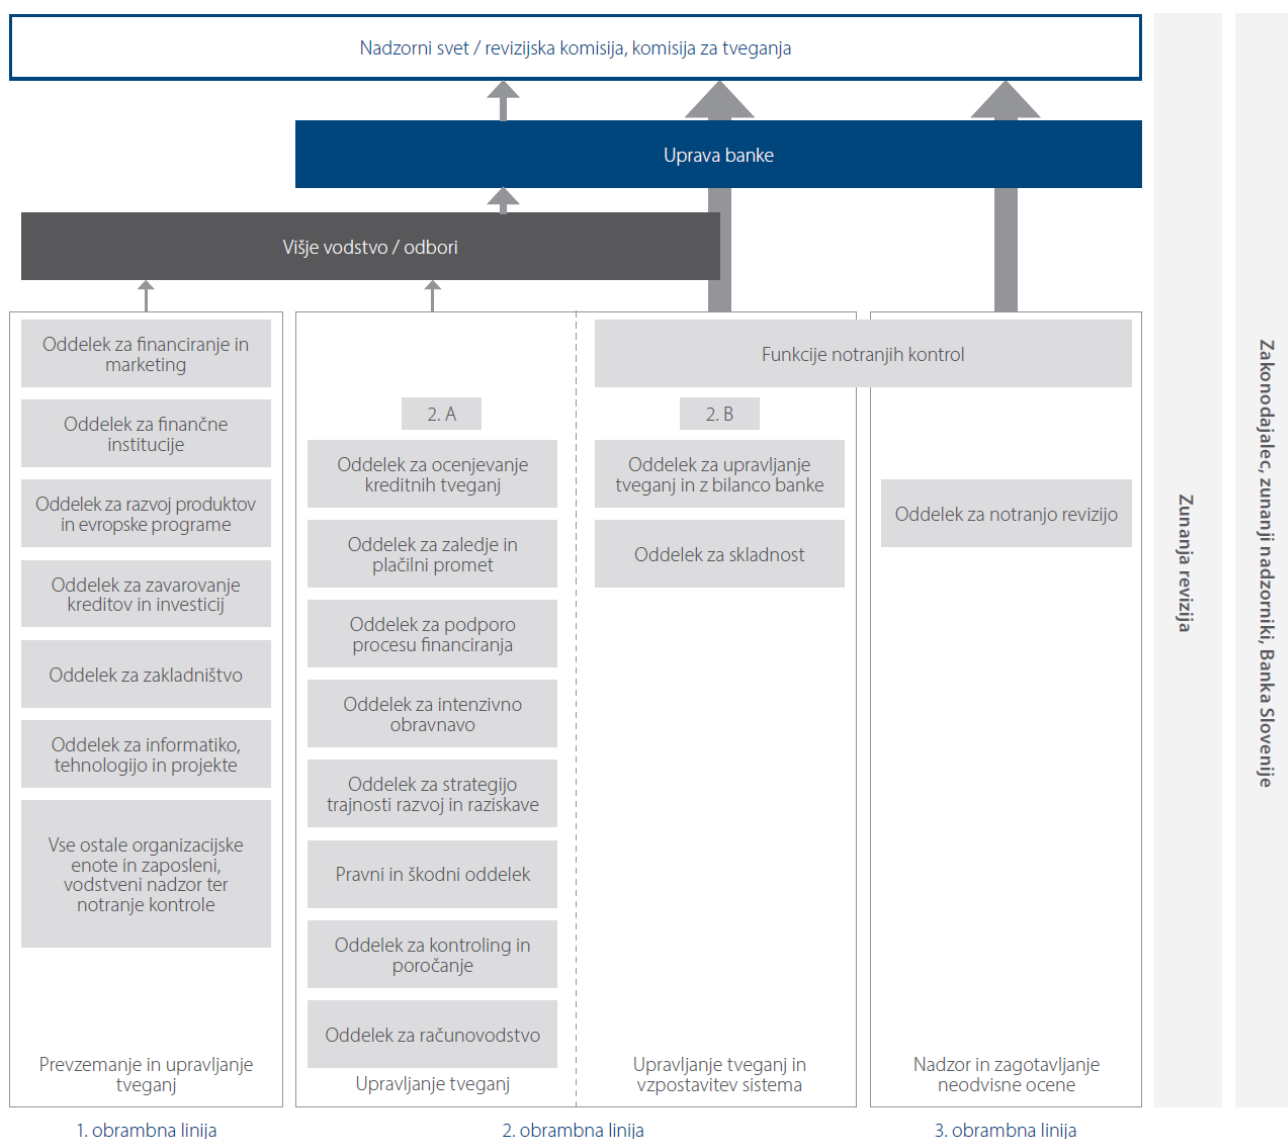 Nadzorni svet / revizijska komisija, komisija za tveganja
Uprava banke
Višje vodstvo / odbori
Oddelek za financiranje in
marketing
Oddelek za finančne
institucije
Oddelek za razvoj produktov
in evropske programe
Oddelek za zavarovanje
kreditov in investicij
Oddelek za zakladništvo
Oddelek za informatiko,
tehnologijo in projekte
Vse ostale organizacijske
enote in zaposleni,
vodstveni nadzor ter
notranje kontrole
Prevzemanje in upravljanje
tveganj
1. obrambna linija
2. A
Oddelek za ocenjevanje
kreditnih tveganj
Oddelek za zaledje in
plačilni promet
Oddelek za podporo
procesu financiranja
Oddelek za intenzivno
obravnavo
Oddelek za strategijo
trajnosti razvoj in raziskave
Pravni in škodni oddelek
Oddelek za kontroling in
poročanje
Oddelek za računovodstvo
Upravljanje tveganj
Funkcije notranjih kontrol
2. B
Oddelek za upravljanje
tveganj in z bilanco banke
Oddelek za skladnost
Upravljanje tveganj in
vzpostavitev sistema
2. obrambna linija
Oddelek za notranjo revizijo
Nadzor in zagotavljanje
neodvisne ocene
3. obrambna linija
Zunanja revizija
Zakonodajalec, zunanji nadzorniki, Banka Slovenije